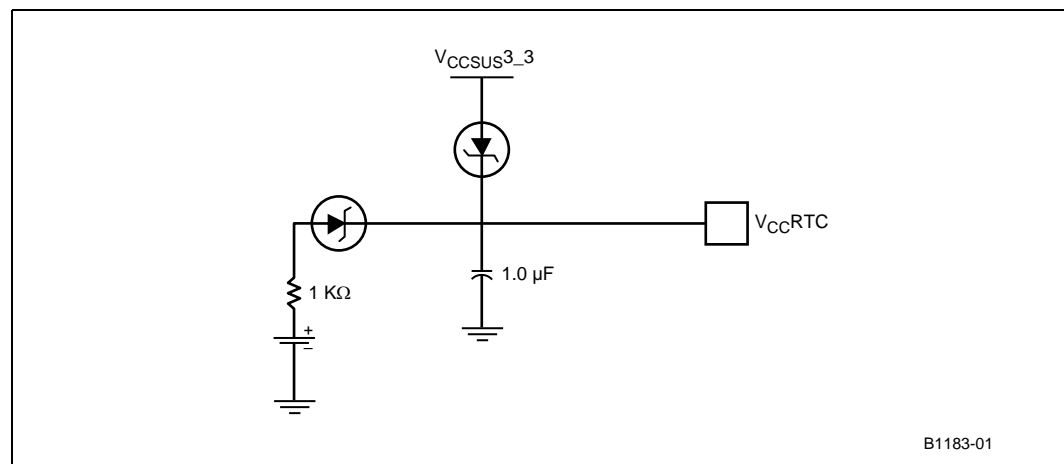 VCCSUS3_3
VCCRTC
1.0 µF
1 KΩ
+
–
B1183-01